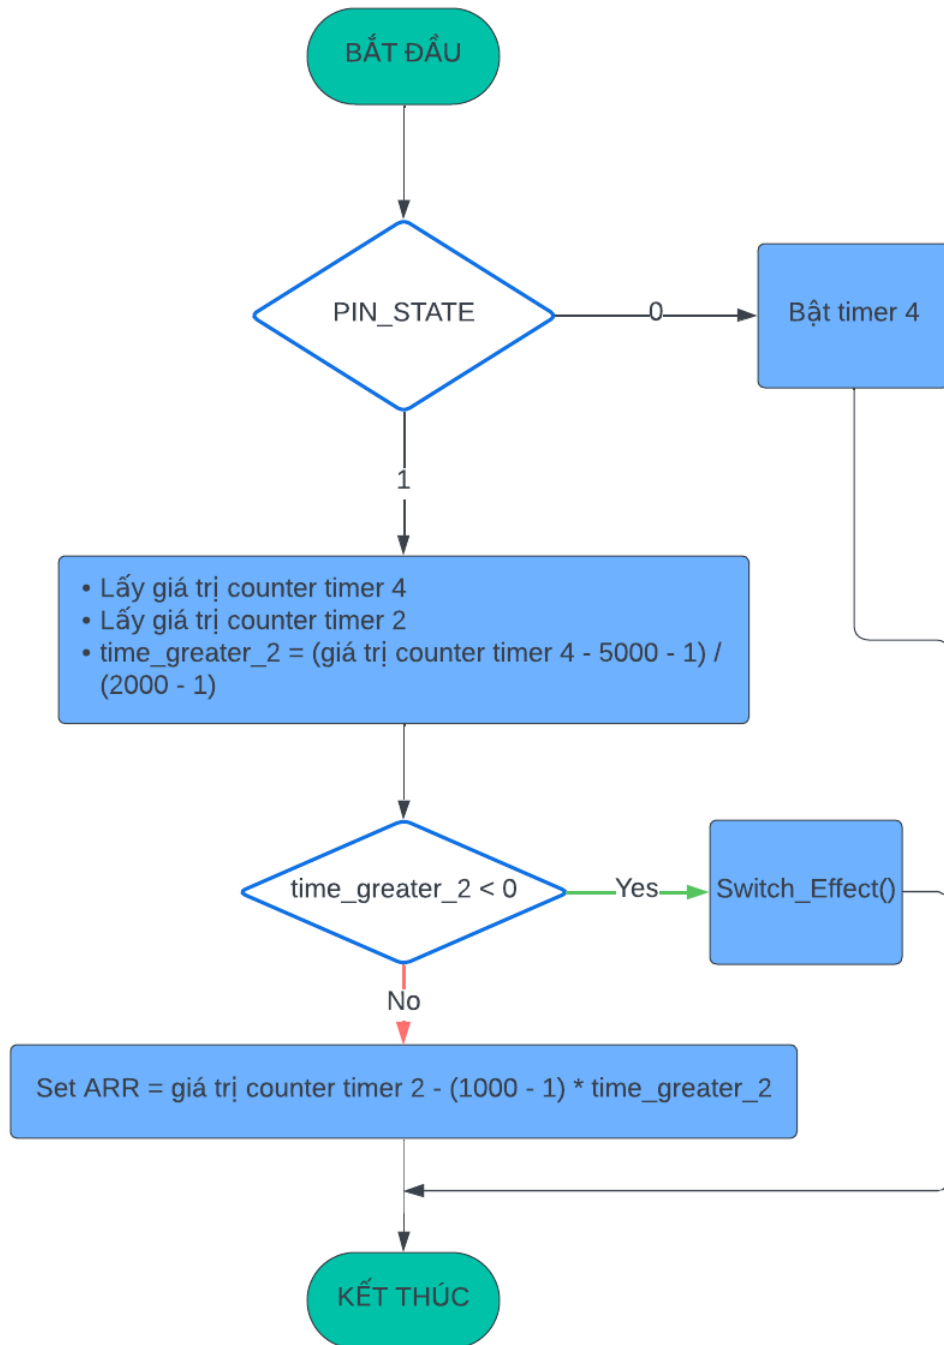 BẮT ĐẦU
PIN_STATE
0
Bật timer 4
1
• Lấy giá trị counter timer 4
• Lấy giá trị counter timer 2
• time_greater_2 = (giá trị counter timer 4 - 5000 - 1) /
(2000 - 1)
time_greater_2 < 0
Yes
Switch_Effect()
No
Set ARR = giá trị counter timer 2 - (1000 - 1) * time_greater_2
KẾT THÚC